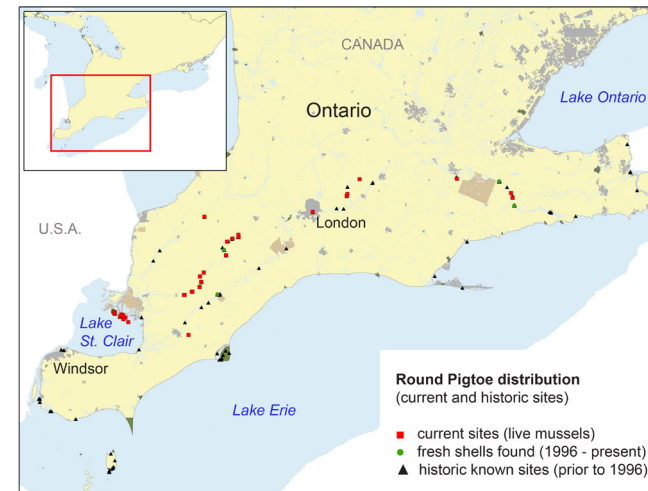 CANADA
Ontario
Lake Ontario
U.S.A.
London
Lake
St. Clair
Windsor
Lake Erie
Round Pigtoe distribution
(current and historic sites)
current sites (live mussels)
fresh shells found (1996 - present)
historic known sites (prior to 1996)